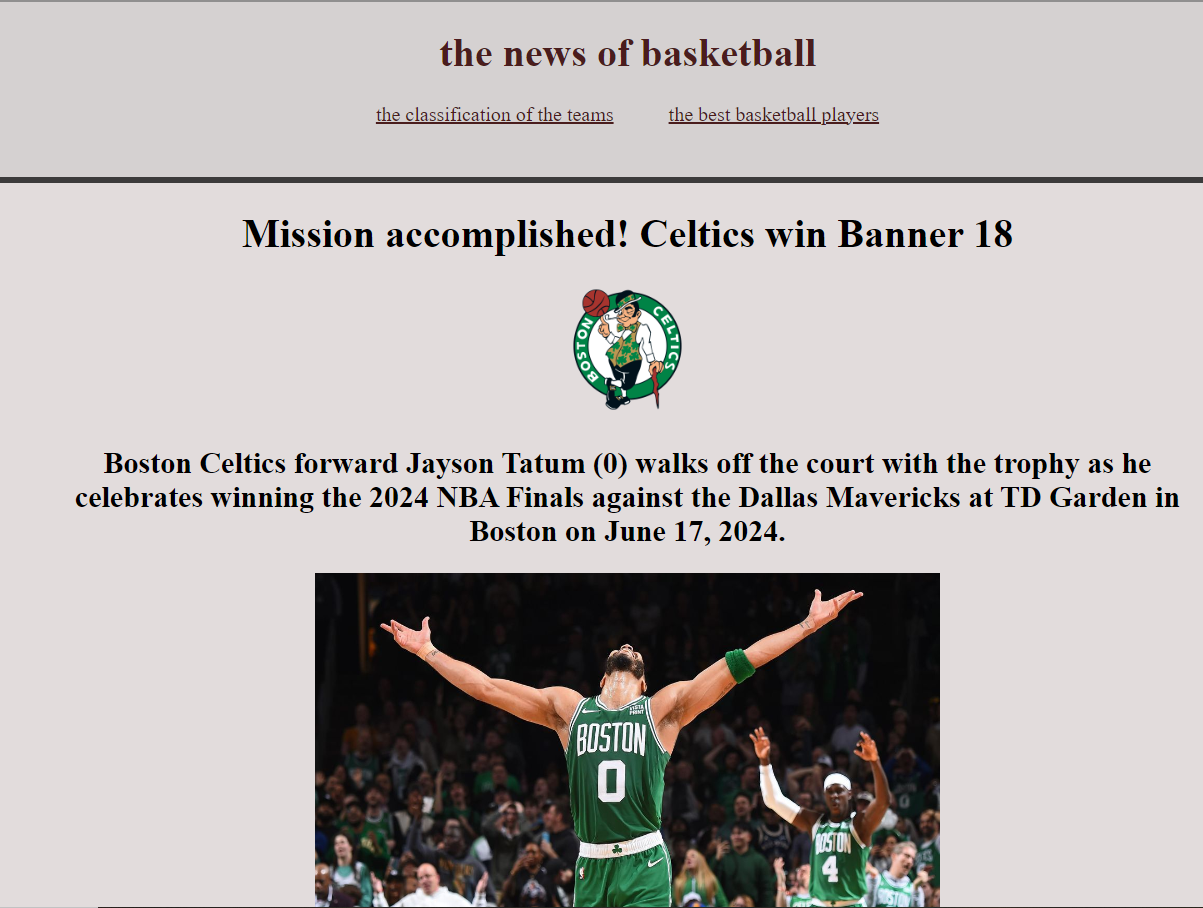 the news of basketball
the classification of the teams the best basketball players
Mission accomplished! Celtics win Banner 18
BOSTON CELTICS
Boston Celtics forward Jayson Tatum (0) walks off the court with the trophy as he
celebrates winning the 2024 NBA Finals against the Dallas Mavericks at TD Garden in
Boston on June 17, 2024.
VISTA
PRINT
BOSTON
0
BOSTON
4
BOSTON